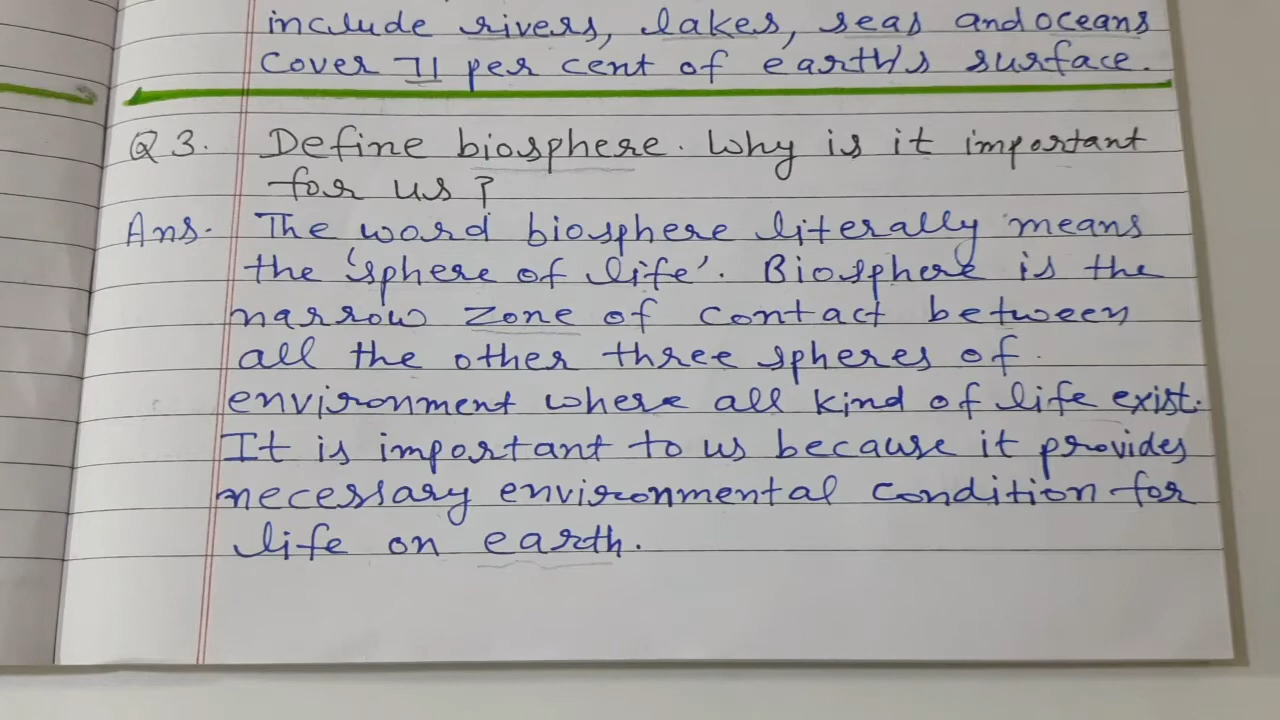 include rivers, lakes, seas and oceans
cover 71 per cent of earth's surface.
Q 3. Define biosphere. Why is it important
for us?
Ans. The word biosphere literally means
the 'sphere of life'. Biosphere is the
narrow zone of contact between
all the other three spheres of
environment where all kind of life exist.
It is important to us because it provides
necessary environmental condition for
life on earth.